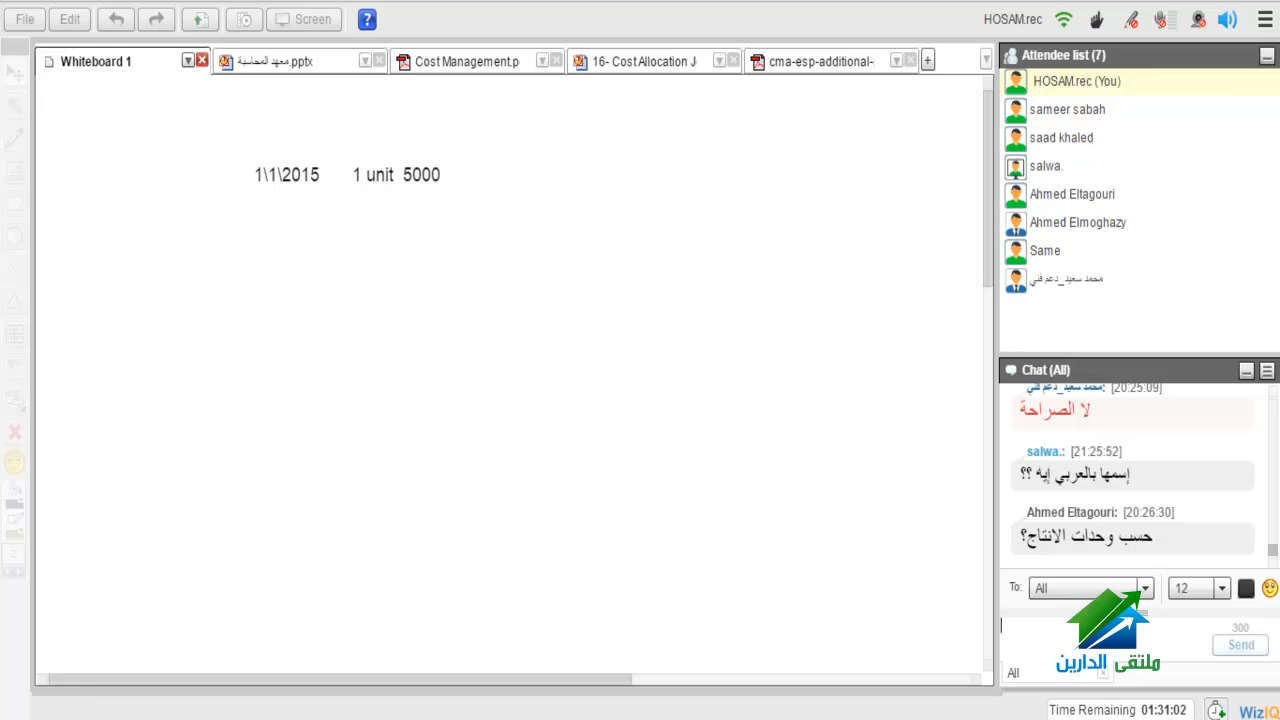 File
Edit
Screen
?
HOSAM.rec
Whiteboard 1
معهد المحاسبة.pptx
Cost Management.p
16- Cost Allocation J
cma-esp-additional-
+
1\1\2015 1 unit 5000
Attendee list (7)
HOSAM.rec (You)
sameer sabah
saad khaled
salwa.
Ahmed Eltagouri
Ahmed Elmoghazy
Same
محمد سعيد_دعم فني
Chat (All)
محمد سعيد_دعم فني: [20:25:09]
لا الصراحة
salwa.: [21:25:52]
إسمها بالعربي إيه ؟؟
Ahmed Eltagouri: [20:26:30]
حسب وحدات الانتاج؟
To: All 12
300
Send
ملتقى الدارين
All
Time Remaining 01:31:02
WizIQ